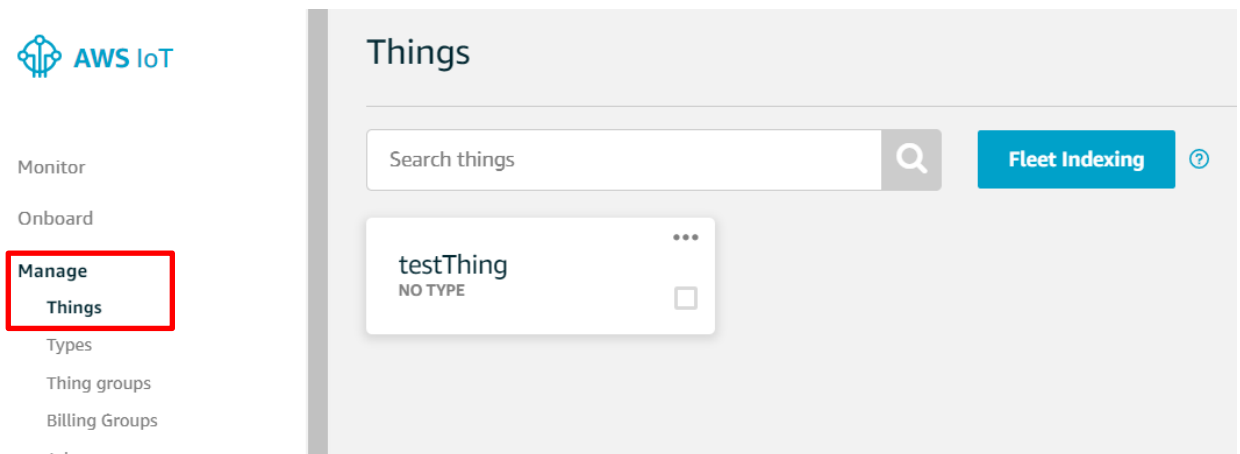 AWS IoT
Monitor
Onboard
Manage
Things
Types
Thing groups
Billing Groups
Things
Search things
Fleet Indexing
?
testThing
NO TYPE